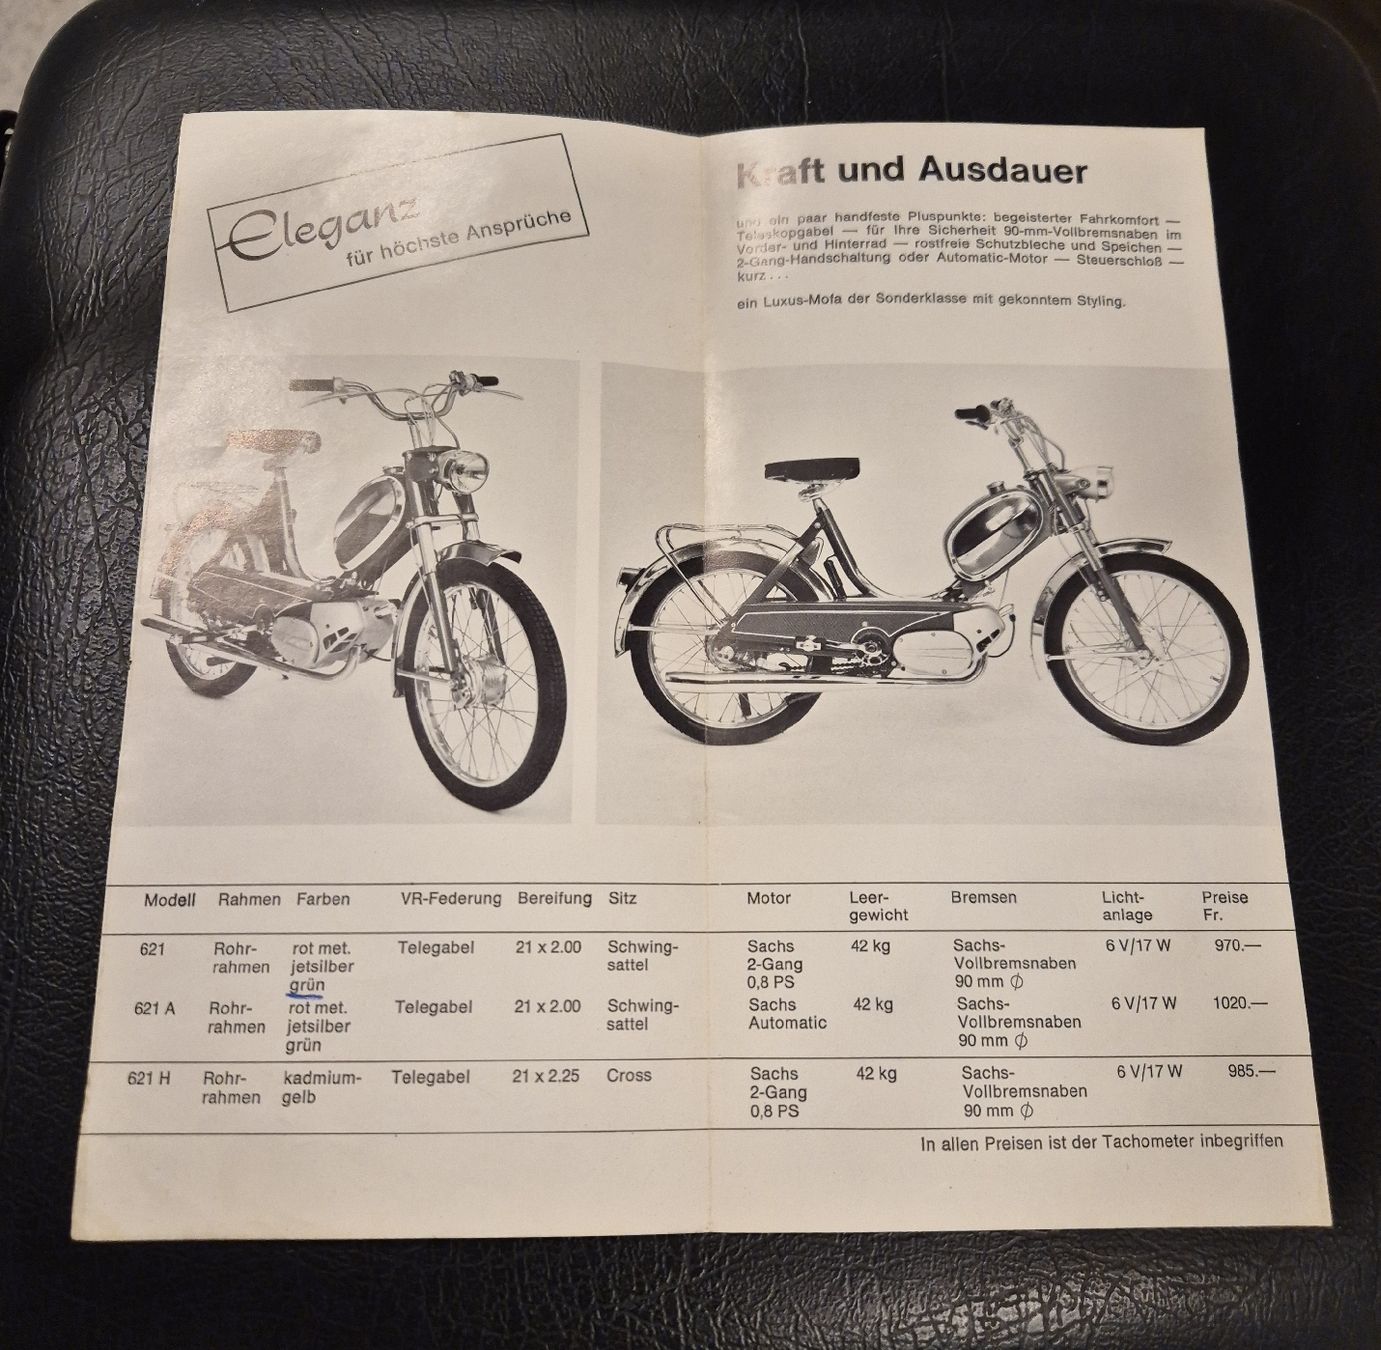 Eleganz
für höchste Ansprüche
Kraft und Ausdauer
und ein paar handfeste Pluspunkte: begeisterter Fahrkomfort —
Teleskopgabel — für Ihre Sicherheit 90-mm-Vollbremsnaben im
Vorder- und Hinterrad — rostfreie Schutzbleche und Speichen —
2-Gang-Handschaltung oder Automatic-Motor — Steuerschloß —
kurz . . .
ein Luxus-Mofa der Sonderklasse mit gekonntem Styling.
Modell Rahmen Farben VR-Federung Bereifung Sitz Motor Leer- Bremsen Licht- Preise
gewicht anlage Fr.
621 Rohr- rot met. Telegabel 21 x 2.00 Schwing- Sachs 42 kg Sachs- 6 V/17 W 970.—
rahmen jetsilber sattel 2-Gang Vollbremsnaben
grün 0,8 PS 90 mm ∅
621 A Rohr- rot met. Telegabel 21 x 2.00 Schwing- Sachs 42 kg Sachs- 6 V/17 W 1020.—
rahmen jetsilber sattel Automatic Vollbremsnaben
grün 90 mm ∅
621 H Rohr- kadmium- Telegabel 21 x 2.25 Cross Sachs 42 kg Sachs- 6 V/17 W 985.—
rahmen gelb 2-Gang Vollbremsnaben
0,8 PS 90 mm ∅
In allen Preisen ist der Tachometer inbegriffen